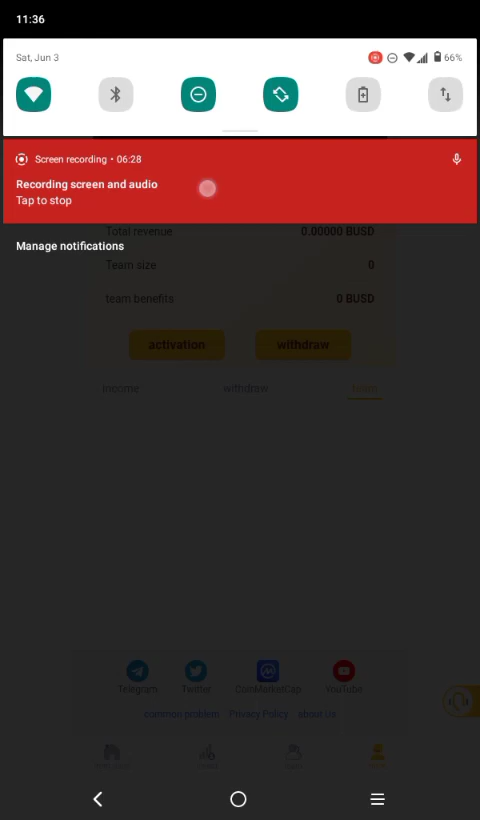 11:36
Sat, Jun 3
66%
Screen recording • 06:28
Recording screen and audio
Tap to stop
Total revenue 0.00000 BUSD
Manage notifications
Team size 0
team benefits 0 BUSD
activation withdraw
income withdraw team
Telegram Twitter CoinMarketCap YouTube
common problem Privacy Policy about Us